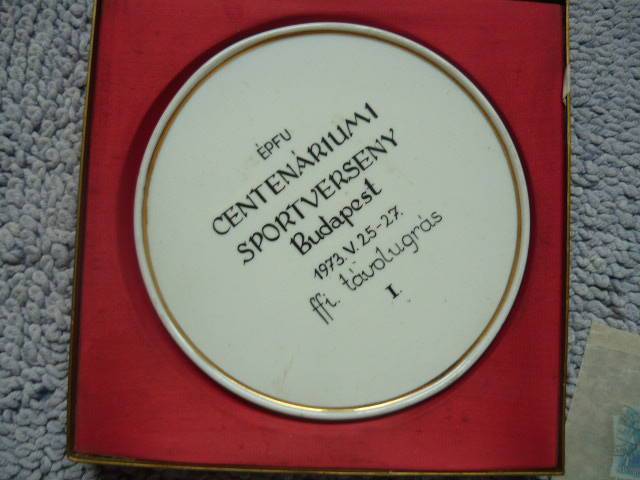 ÉPFU
CENTENÁRIUMI
SPORTVERSENY
Budapest
1973. V. 25-27.
ffi. távolugrás
I.